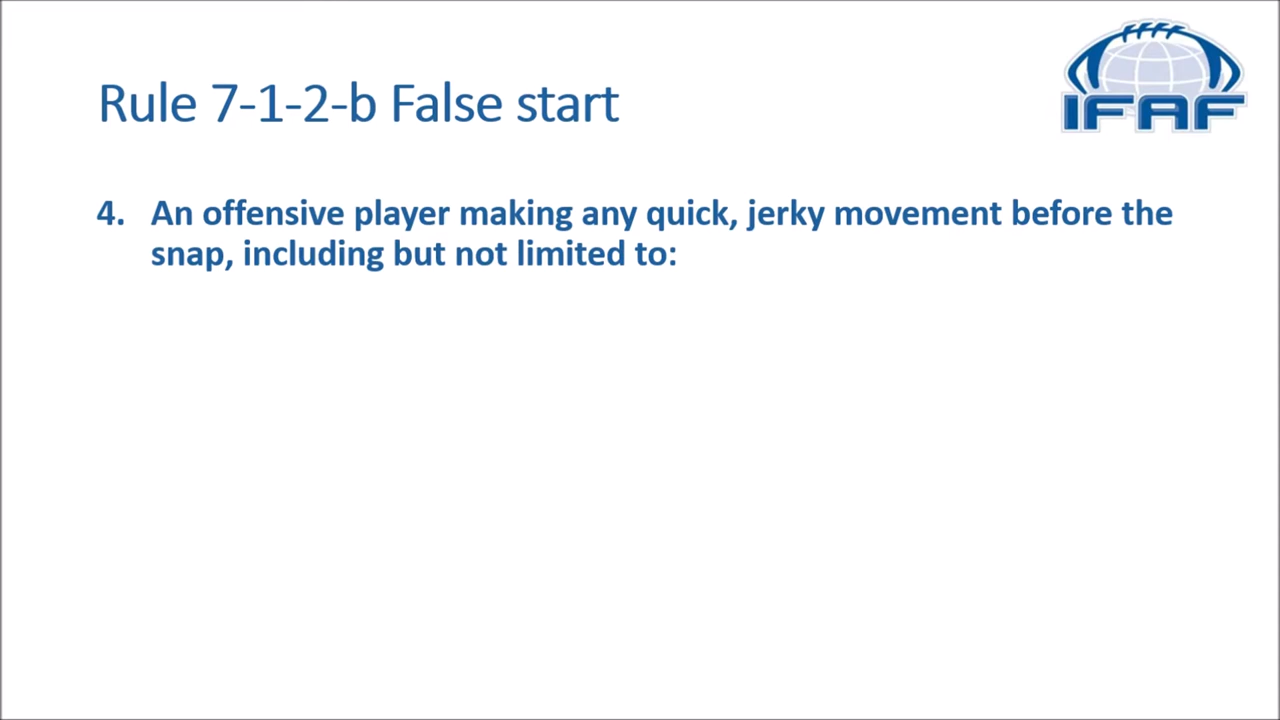 Rule 7-1-2-b False start
IFAF
4. An offensive player making any quick, jerky movement before the
snap, including but not limited to: